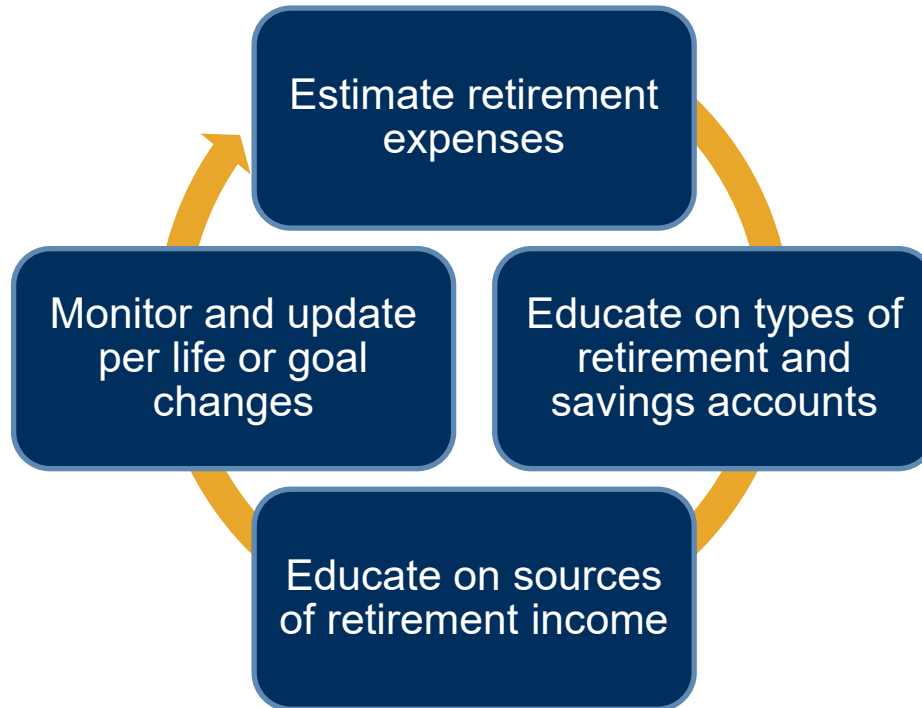 Estimate retirement
expenses
Educate on types of
retirement and
savings accounts
Educate on sources
of retirement income
Monitor and update
per life or goal
changes